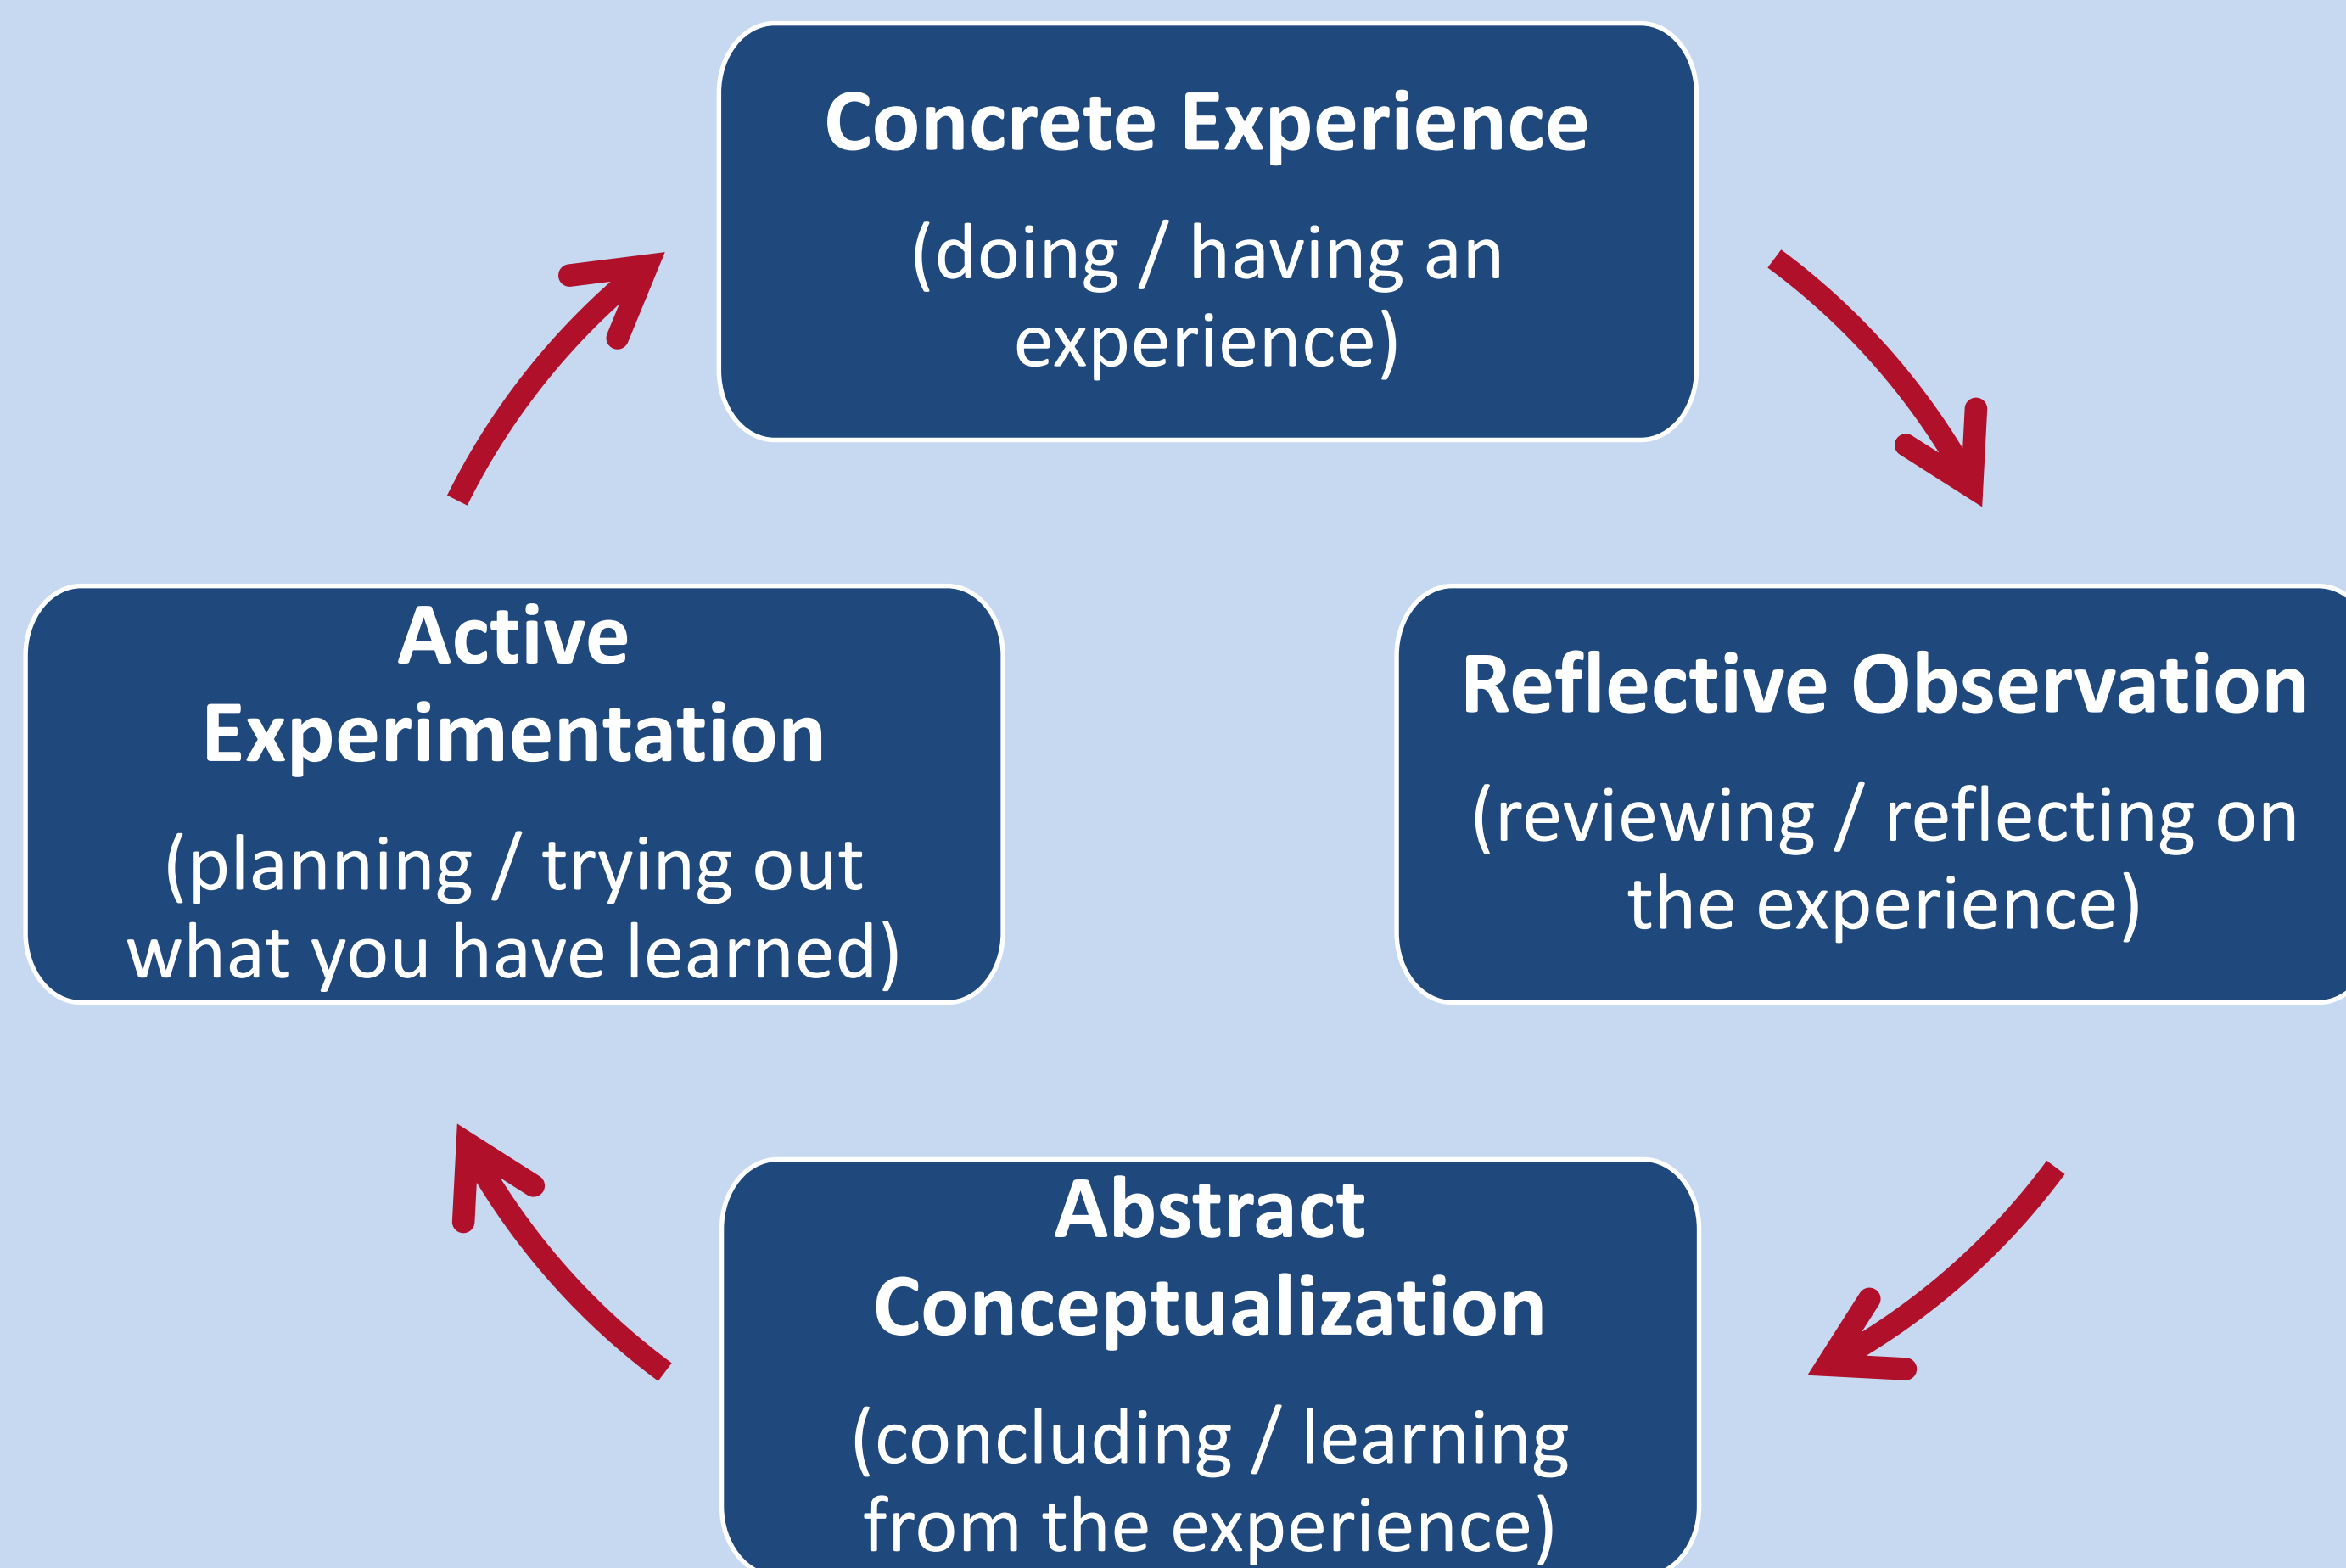 Concrete Experience
(doing / having an
experience)
Active
Experimentation
(planning / trying out
what you have learned)
Reflective Observation
(reviewing / reflecting on
the experience)
Abstract
Conceptualization
(concluding / learning
from the experience)